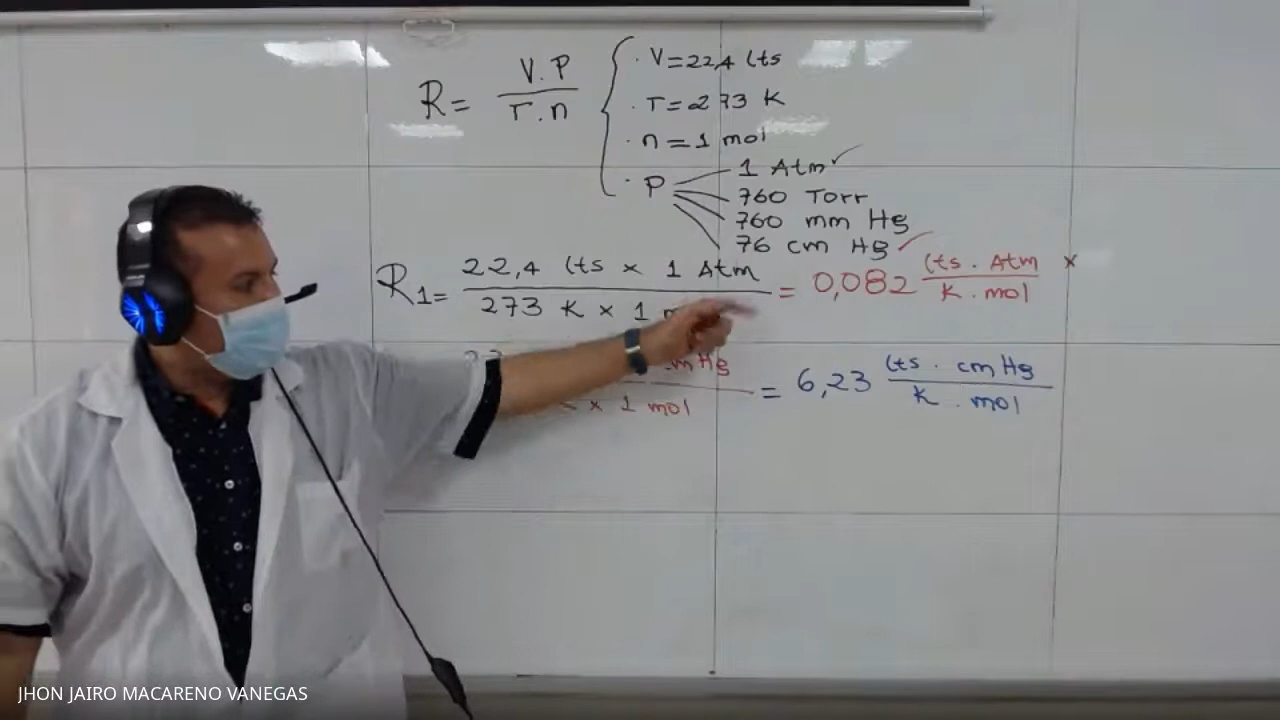 R = V.P / T.n
· V = 22,4 lts
· T = 273 K
· n = 1 mol
· P
1 Atm ✓
760 Torr
760 mm Hg
76 cm Hg ✓
R1 = 22,4 lts x 1 Atm / 273 K x 1 = 0,082 lts . Atm / K . mol x
cm Hg / x 1 mol = 6,23 lts . cm Hg / K . mol
JHON JAIRO MACARENO VANEGAS